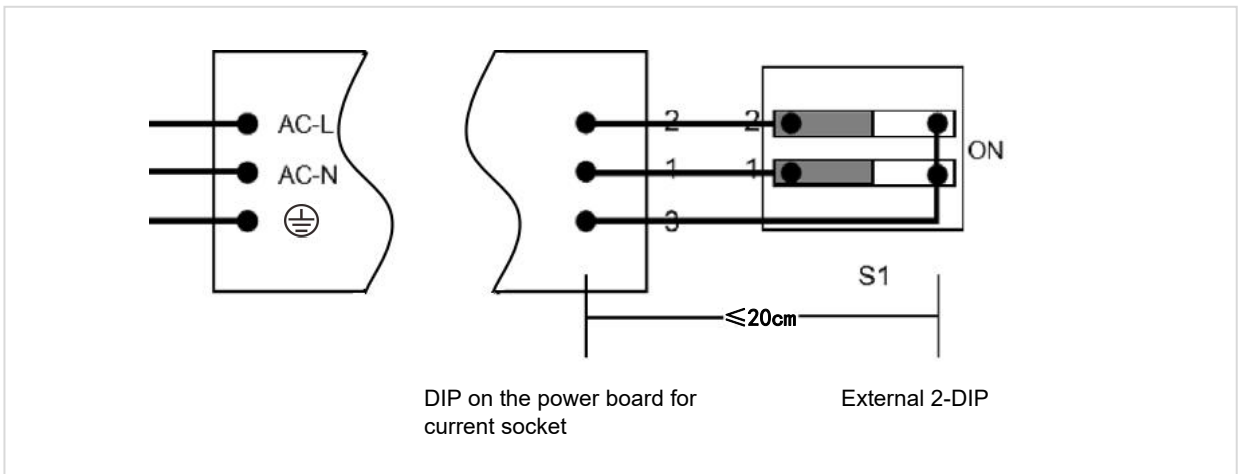 AC-L
2
2
AC-N
1
1
ON
3
S1
≤20cm
DIP on the power board for
current socket
External 2-DIP